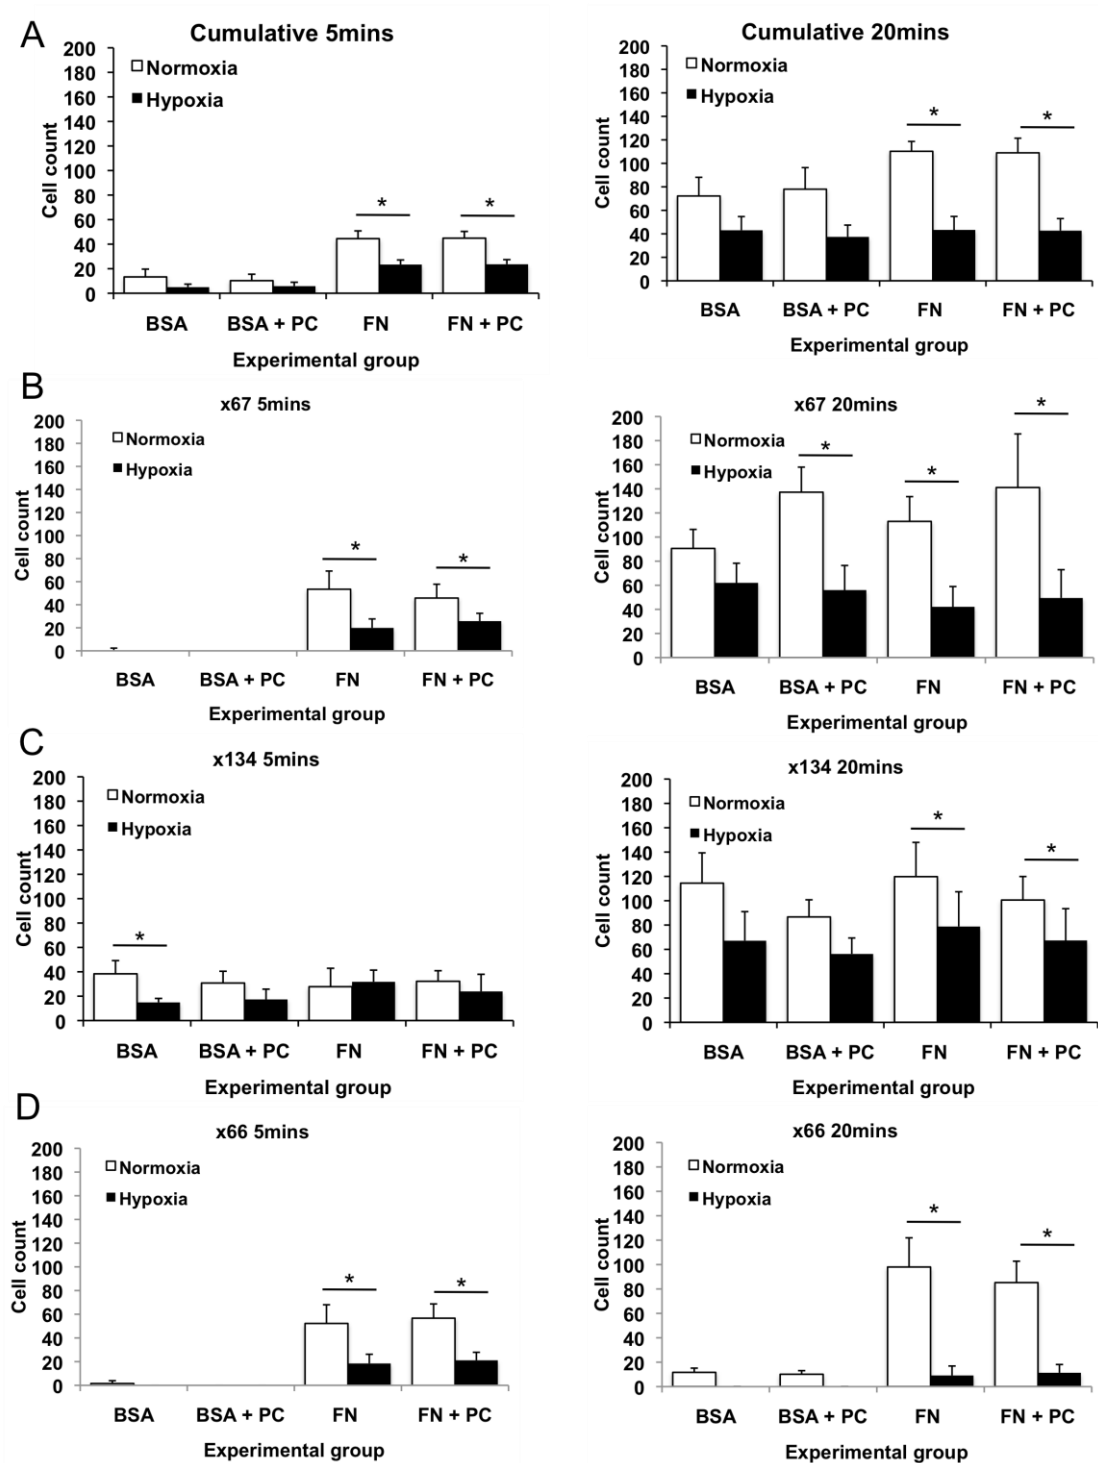 A
Cumulative 5mins
200
180
160
140
120
100
80
60
40
20
0
Cell count
Normoxia
Hypoxia
*
*
BSA BSA + PC FN FN + PC
Experimental group
Cumulative 20mins
200
180
160
140
120
100
80
60
40
20
0
Cell count
Normoxia
Hypoxia
*
*
BSA BSA + PC FN FN + PC
Experimental group
B
x67 5mins
200
180
160
140
120
100
80
60
40
20
0
Cell count
Normoxia
Hypoxia
*
*
BSA BSA + PC FN FN + PC
Experimental group
x67 20mins
200
180
160
140
120
100
80
60
40
20
0
Cell count
Normoxia
Hypoxia
*
*
*
BSA BSA + PC FN FN + PC
Experimental group
C
x134 5mins
200
180
160
140
120
100
80
60
40
20
0
Cell count
Normoxia
Hypoxia
*
BSA BSA + PC FN FN + PC
Experimental group
x134 20mins
200
180
160
140
120
100
80
60
40
20
0
Cell count
Normoxia
Hypoxia
*
*
BSA BSA + PC FN FN + PC
Experimental group
D
x66 5mins
200
180
160
140
120
100
80
60
40
20
0
Cell count
Normoxia
Hypoxia
*
*
BSA BSA + PC FN FN + PC
Experimental group
x66 20mins
200
180
160
140
120
100
80
60
40
20
0
Cell count
Normoxia
Hypoxia
*
*
BSA BSA + PC FN FN + PC
Experimental group